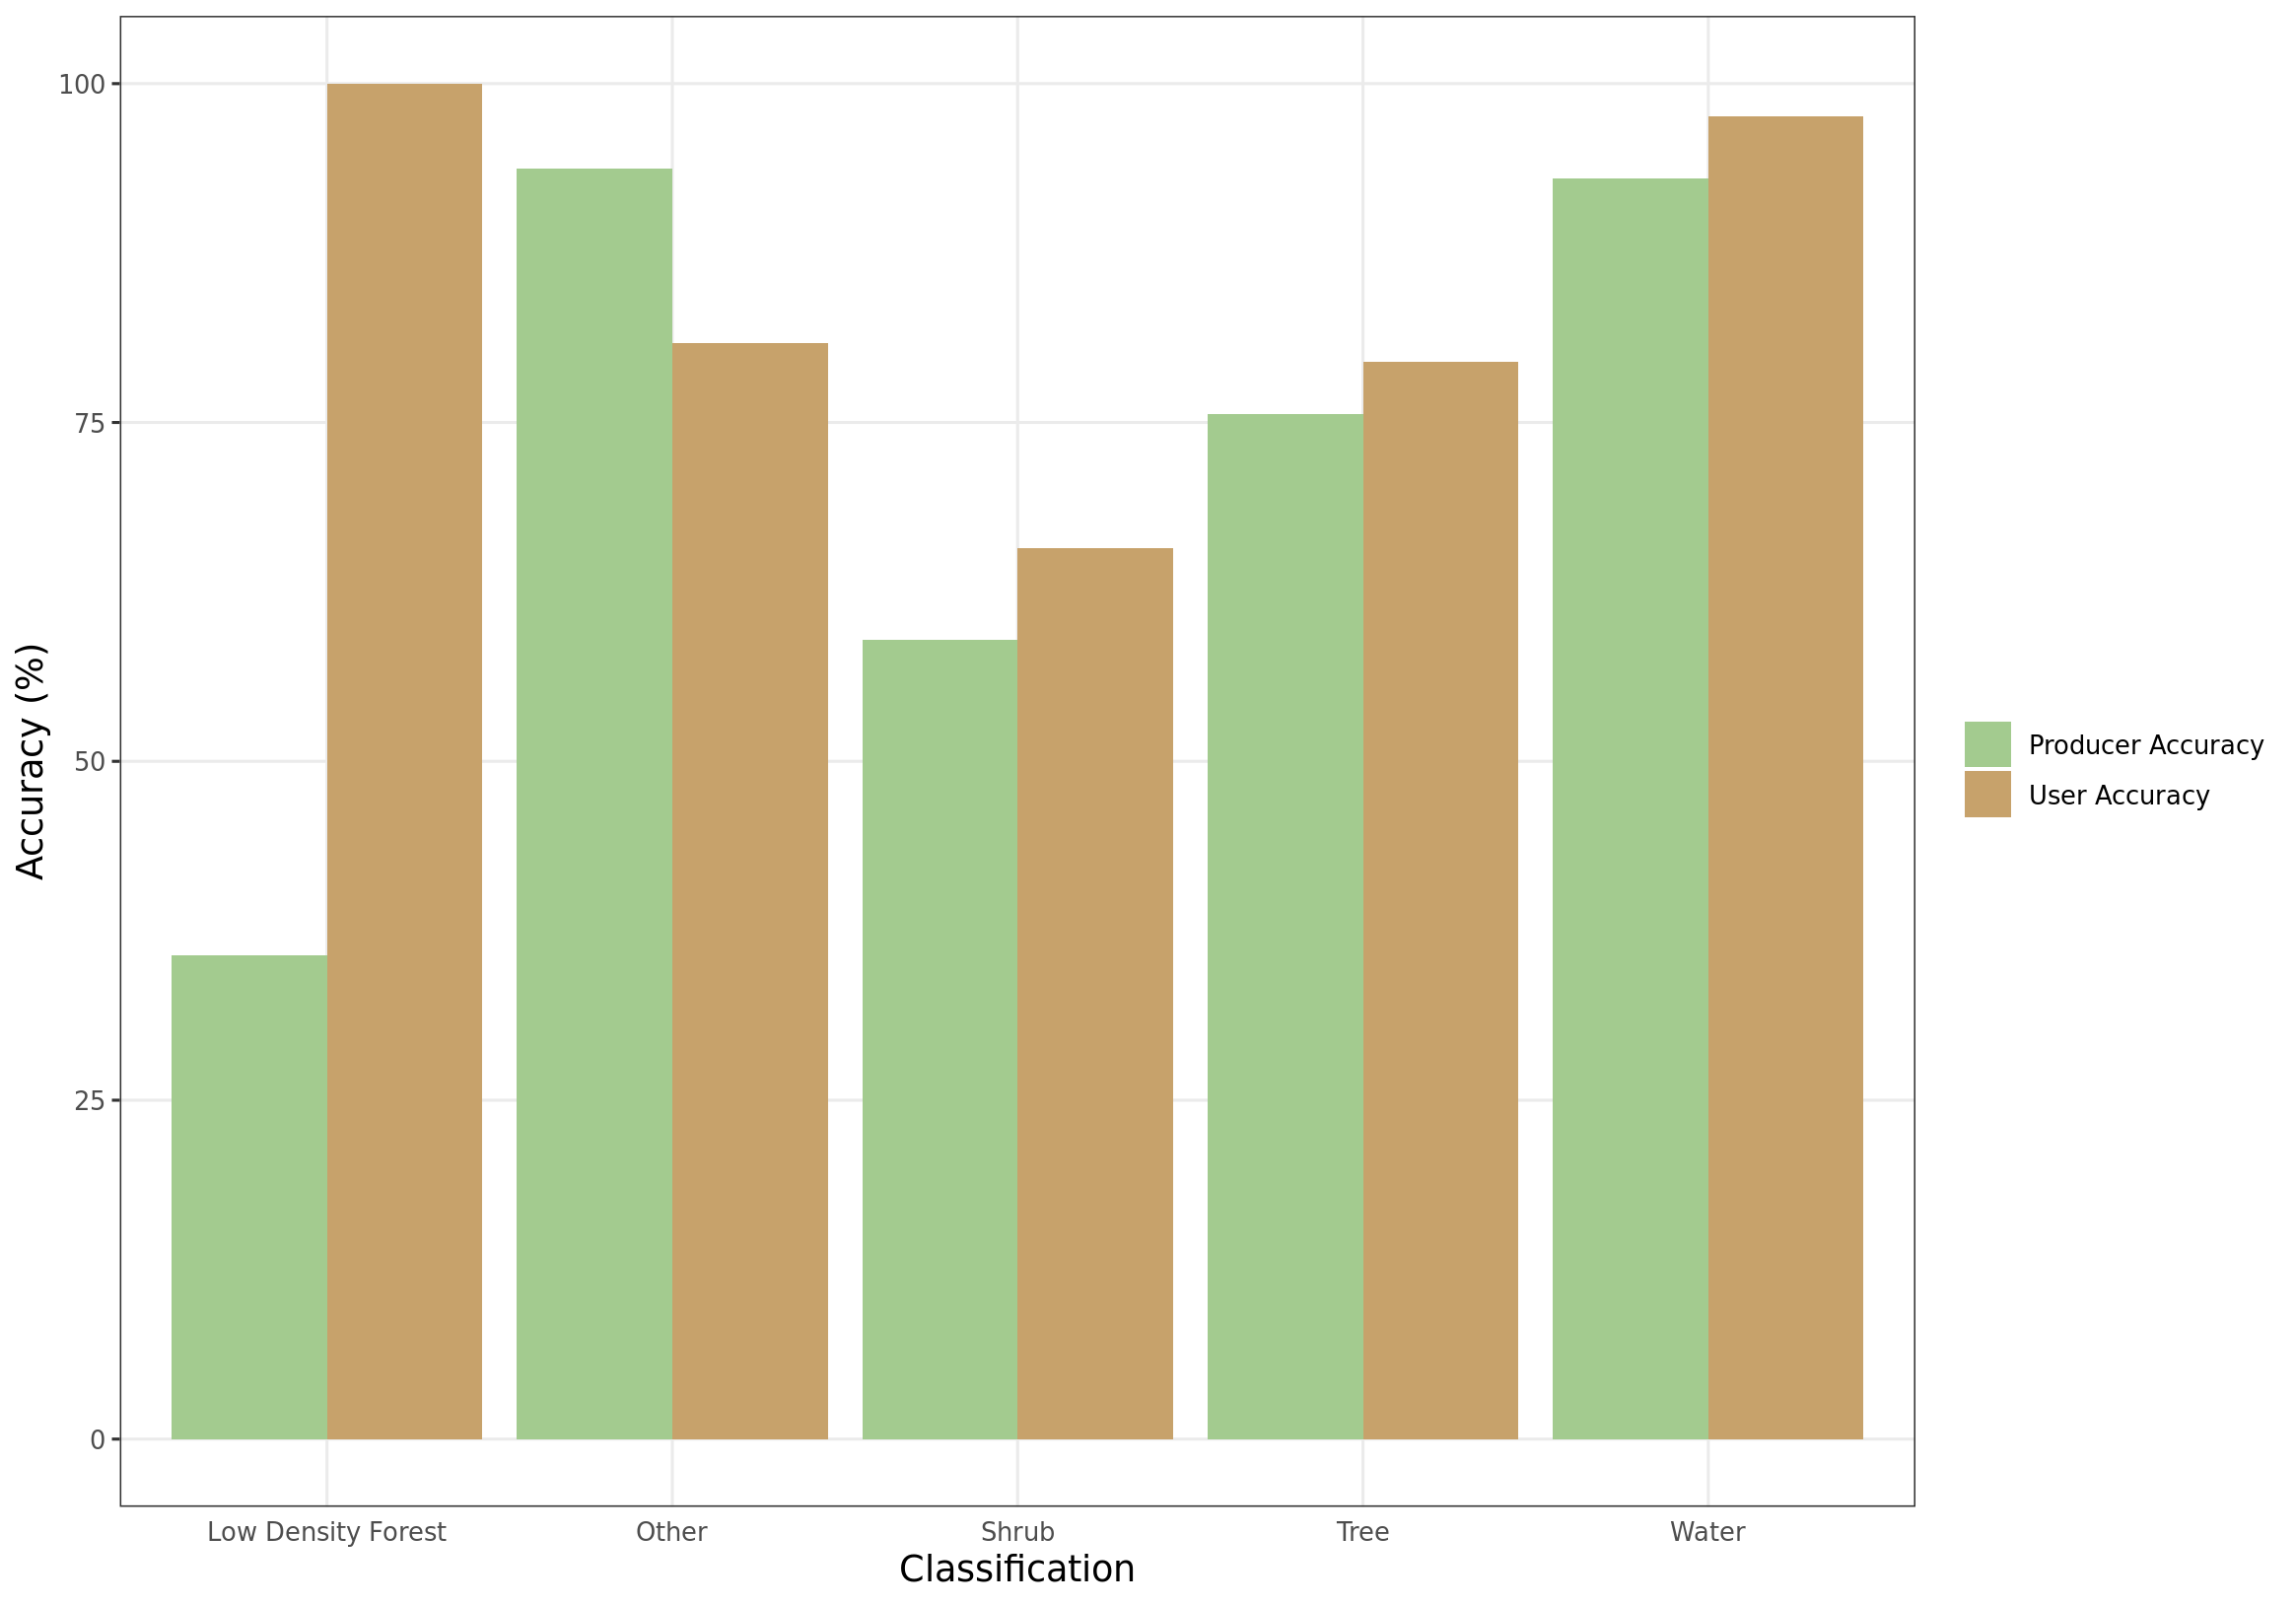 Accuracy (%)
100
75
50
25
0
Low Density Forest
Other
Shrub
Tree
Water
Classification
Producer Accuracy
User Accuracy